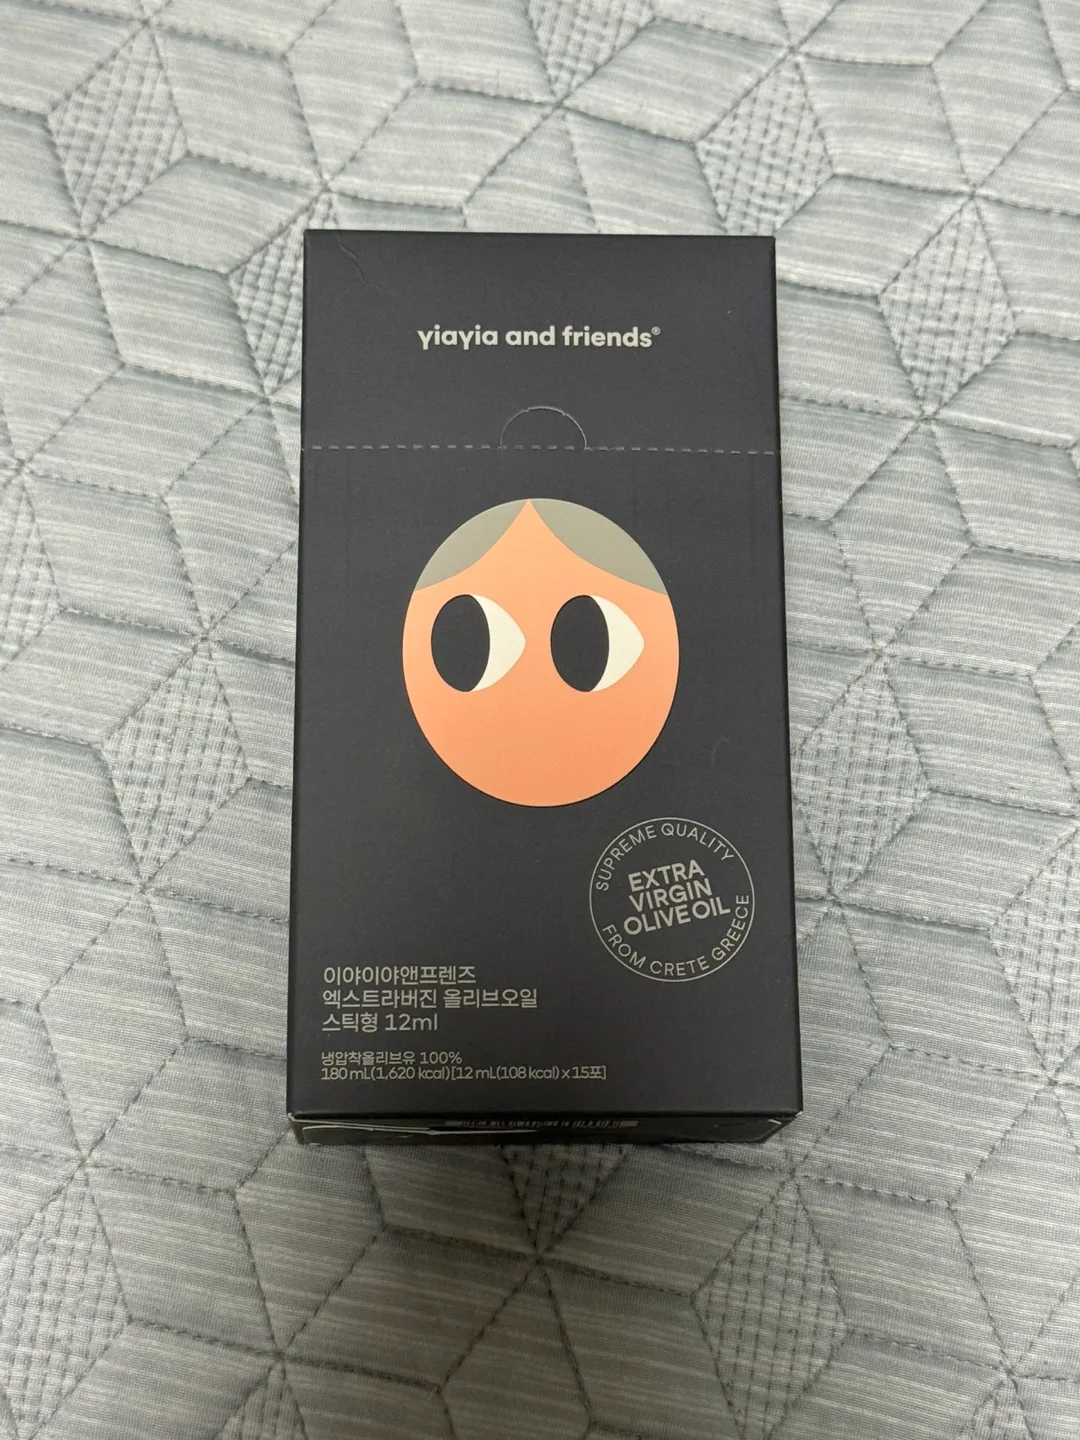 yiayia and friends®
SUPREME QUALITY
EXTRA
VIRGIN
OLIVE OIL
FROM CRETE GREECE
이야이야앤프렌즈
엑스트라버진 올리브오일
스틱형 12ml
냉압착올리브유 100%
180 mL(1,620 kcal)[12 mL(108 kcal) x 15포]